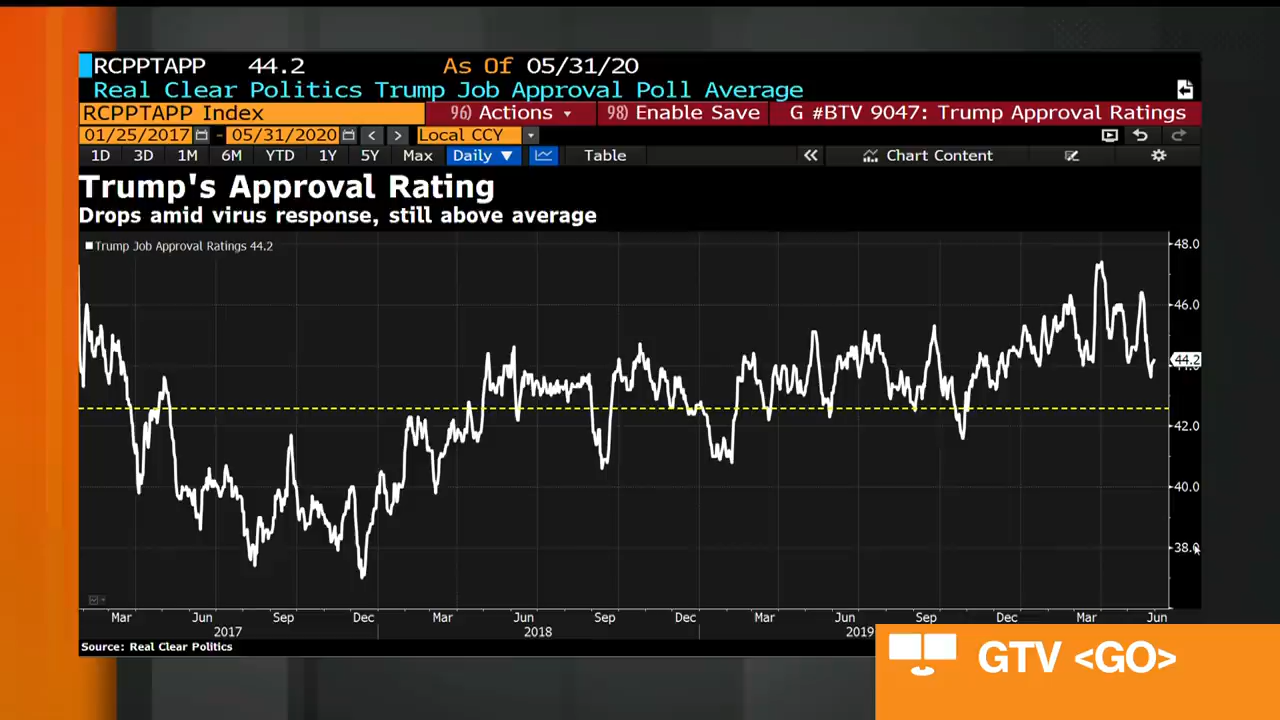 RCPPTAPP 44.2 As Of 05/31/20
Real Clear Politics Trump Job Approval Poll Average
RCPPTAPP Index 96) Actions 98) Enable Save G #BTV 9047: Trump Approval Ratings
01/25/2017 - 05/31/2020 < > Local CCY
1D 3D 1M 6M YTD 1Y 5Y Max Daily ▼ Table « Chart Content
Trump's Approval Rating
Drops amid virus response, still above average
Trump Job Approval Ratings 44.2
48.0
46.0
44.2
44.0
42.0
40.0
38.0
Mar Jun Sep Dec Mar Jun Sep Dec Mar Jun Sep Dec Mar Jun
2017 2018 2019
Source: Real Clear Politics
GTV <GO>